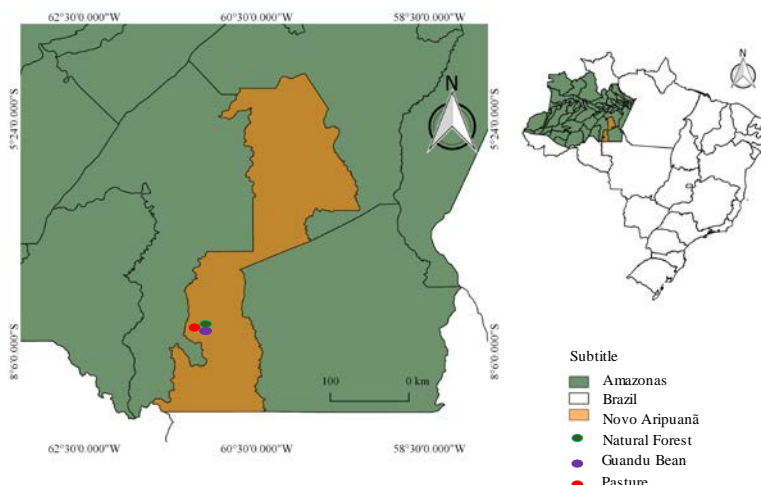 62°30'0.000"W 60°30'0.000"W 58°30'0.000"W
N
N
5°24'0.000"S
5°24'0.000"S
8°6'0.000"S
8°6'0.000"S
100 0 km
62°30'0.000"W 60°30'0.000"W 58°30'0.000"W
Subtitle
Amazonas
Brazil
Novo Aripuanã
Natural Forest
Guandu Bean
Pasture